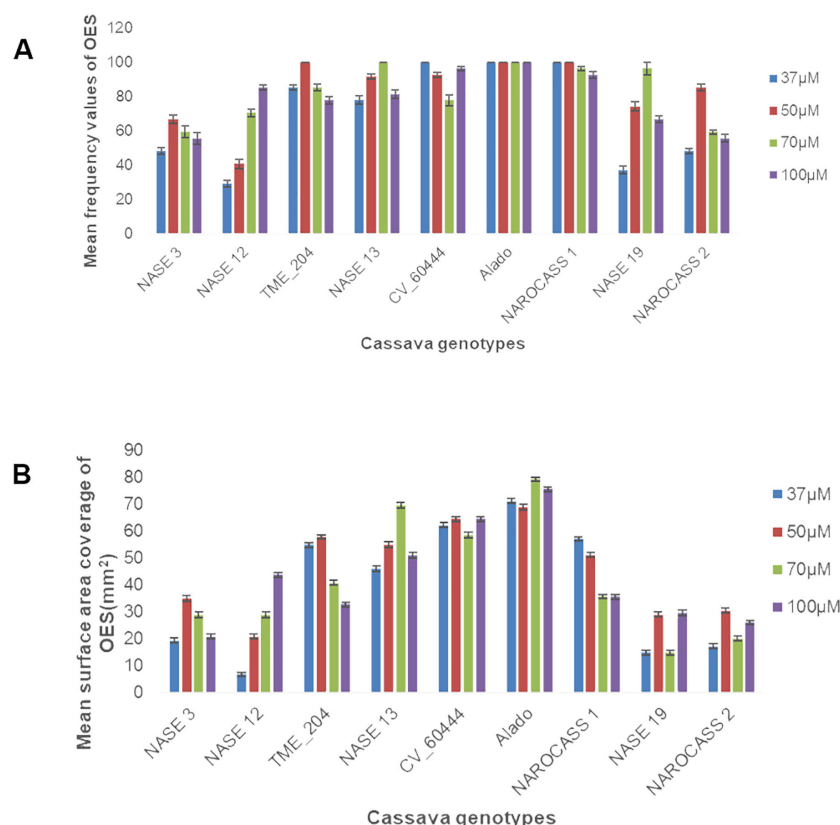 A
Mean frequency values of OES
120
100
80
60
40
20
0
NASE 3
NASE 12
TME_204
NASE 13
CV_60444
Alado
NAROCASS 1
NASE 19
NAROCASS 2
Cassava genotypes
37µM
50µM
70µM
100µM
B
Mean surface area coverage of
OES(mm²)
90
80
70
60
50
40
30
20
10
0
NASE 3
NASE 12
TME_204
NASE 13
CV_60444
Alado
NAROCASS 1
NASE 19
NAROCASS 2
Cassava genotypes
37µM
50µM
70µM
100µM